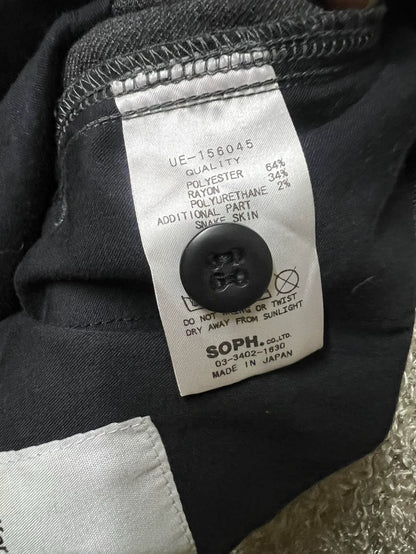 UE-156045
QUALITY
POLYESTER 64%
RAYON 34%
POLYURETHANE 2%
ADDITIONAL PART
SNAKE SKIN
DO NOT WRING OR TWIST
DRY AWAY FROM SUNLIGHT
SOPH. CO.,LTD.
03-3402-1630
MADE IN JAPAN